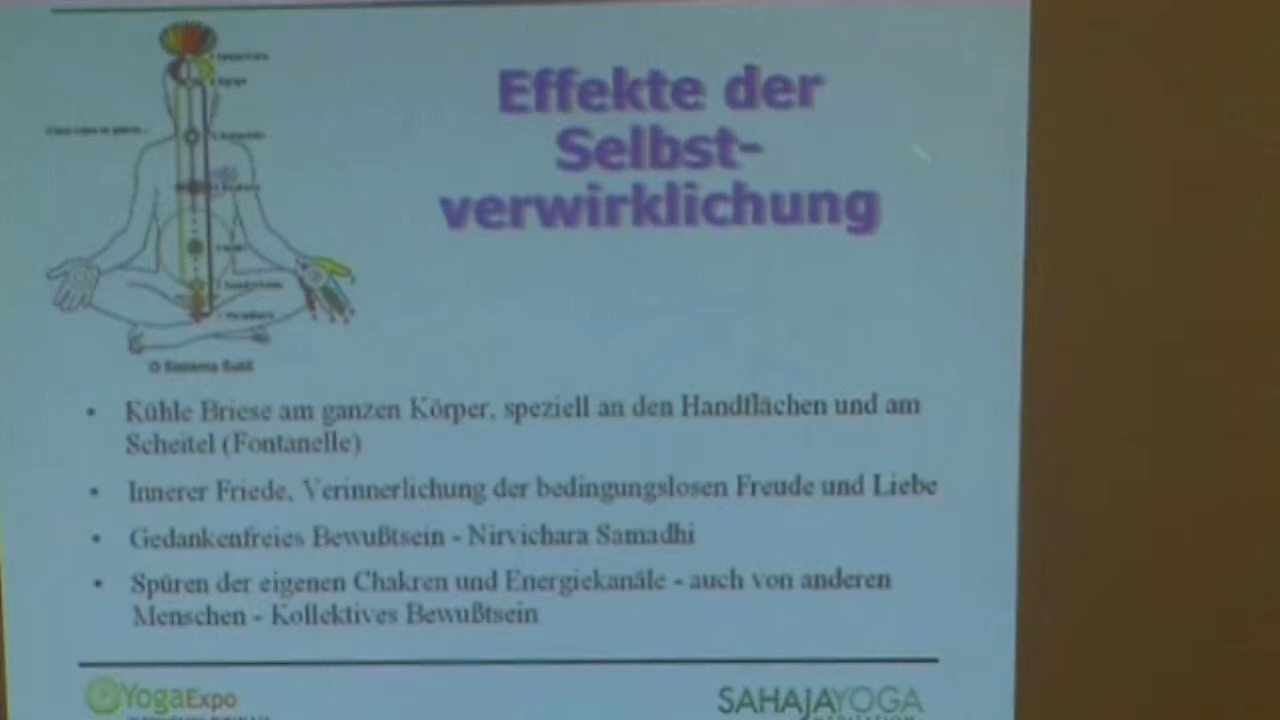 Effekte der
Selbst-
verwirklichung
O Sistema Sutil
• Kühle Briese am ganzen Körper, speziell an den Handflächen und am
Scheitel (Fontanelle)
• Innerer Friede, Verinnerlichung der bedingungslosen Freude und Liebe
• Gedankenfreies Bewußtsein - Nirvichara Samadhi
• Spüren der eigenen Chakren und Energiekanäle - auch von anderen
Menschen - Kollektives Bewußtsein
YogaExpo
SAHAJAYOGA